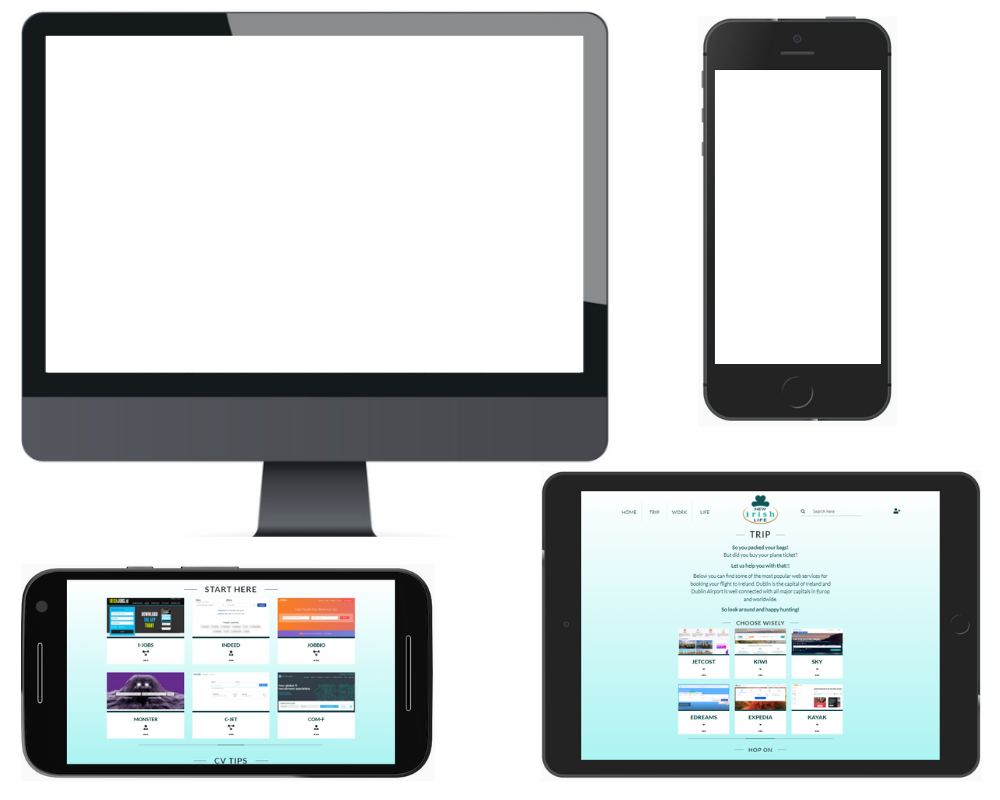 HOME TRIP WORK LIFE
NEW
irish
LIFE
Search here
TRIP
So you packed your bags!
But did you buy your plane ticket?
Let us help you with that!!
Below you can find some of the most popular web services for
booking your flight to Ireland. Dublin is the capital of Ireland and
Dublin Airport is well connected with all major capitals in Europ
and worldwide.
So look around and happy hunting!
CHOOSE WISELY
JETCOST KIWI SKY
EDREAMS EXPEDIA KAYAK
HOP ON
START HERE
DOWNLOAD
TODAY
I-JOBS INDEED JOBBIO
MONSTER C-JET COM-F
CV TIPS